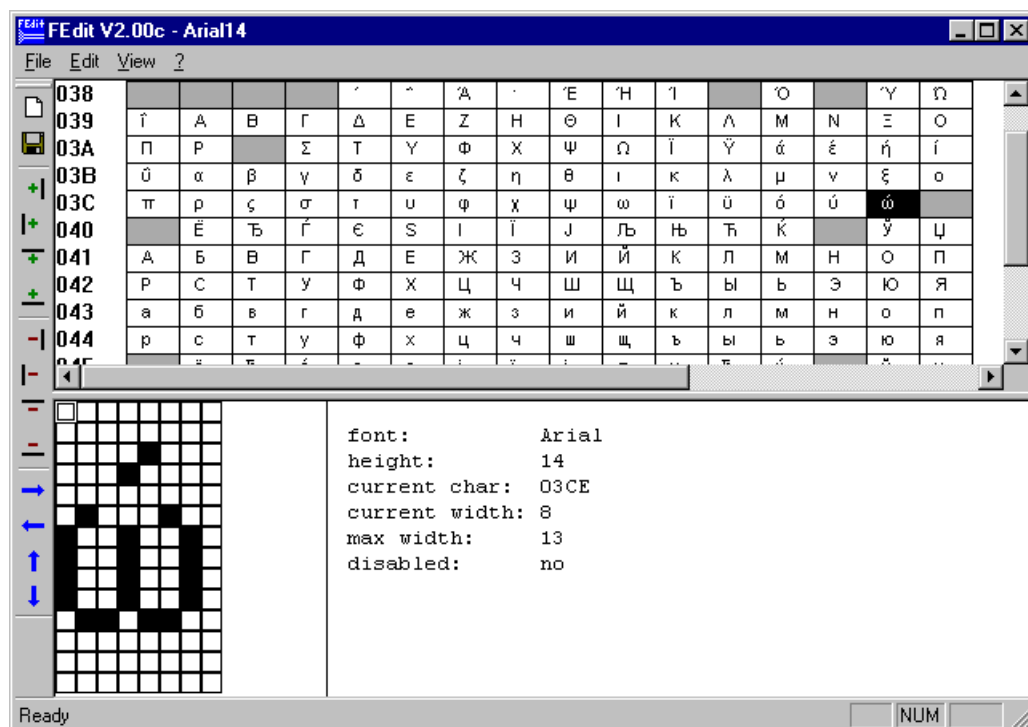 FEdit FEdit V2.00c - Arial14
File Edit View ?
038 ΄ ΅ Ά · Έ Ή Ί Ό Ύ Ώ
039 ΐ Α Β Γ Δ Ε Ζ Η Θ Ι Κ Λ Μ Ν Ξ Ο
03A Π Ρ Σ Τ Υ Φ Χ Ψ Ω Ϊ Ϋ ά έ ή ί
03B ΰ α β γ δ ε ζ η θ ι κ λ μ ν ξ ο
03C π ρ ς σ τ υ φ χ ψ ω ϊ ϋ ό ύ ώ
040 Ё Ђ Ѓ Є Ѕ І Ї Ј Љ Њ Ћ Ќ Ў Џ
041 А Б В Г Д Е Ж З И Й К Л М Н О П
042 Р С Т У Ф Х Ц Ч Ш Щ Ъ Ы Ь Э Ю Я
043 а б в г д е ж з и й к л м н о п
044 р с т у ф х ц ч ш щ ъ ы ь э ю я
font: Arial
height: 14
current char: 03CE
current width: 8
max width: 13
disabled: no
Ready NUM